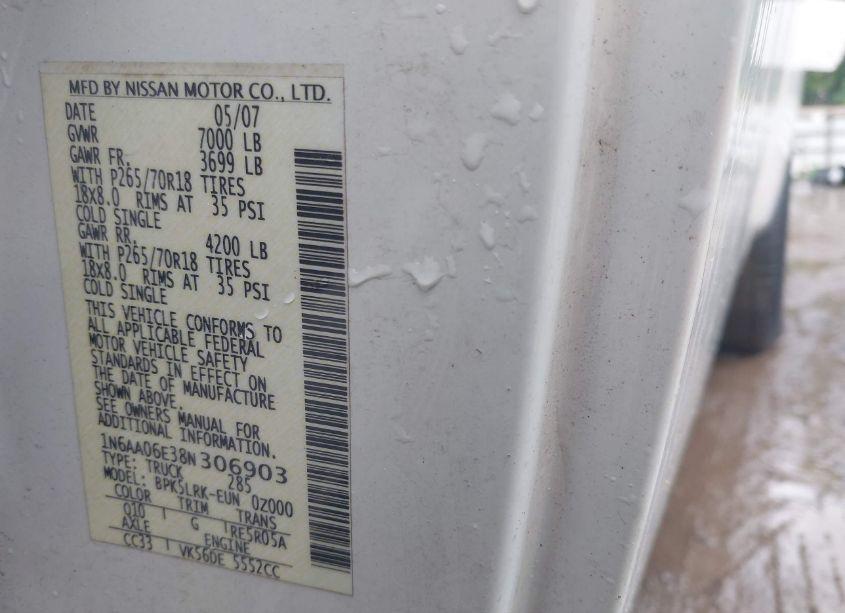 MFD BY NISSAN MOTOR CO., LTD.
DATE 05/07
GVWR 7000 LB
GAWR FR. 3699 LB
WITH P265/70R18 TIRES
18X8.0 RIMS AT 35 PSI
COLD SINGLE
GAWR RR. 4200 LB
WITH P265/70R18 TIRES
18X8.0 RIMS AT 35 PSI
COLD SINGLE
THIS VEHICLE CONFORMS TO
ALL APPLICABLE FEDERAL
MOTOR VEHICLE SAFETY
STANDARDS IN EFFECT ON
THE DATE OF MANUFACTURE
SHOWN ABOVE.
SEE OWNERS MANUAL FOR
ADDITIONAL INFORMATION.
1N6AA06E38N306903
TYPE: TRUCK 285
MODEL: BPK5LRK-EUN 0Z000
COLOR TRIM TRANS
Q10 G RE5R05A
AXLE ENGINE
CC33 VK56DE 5552CC